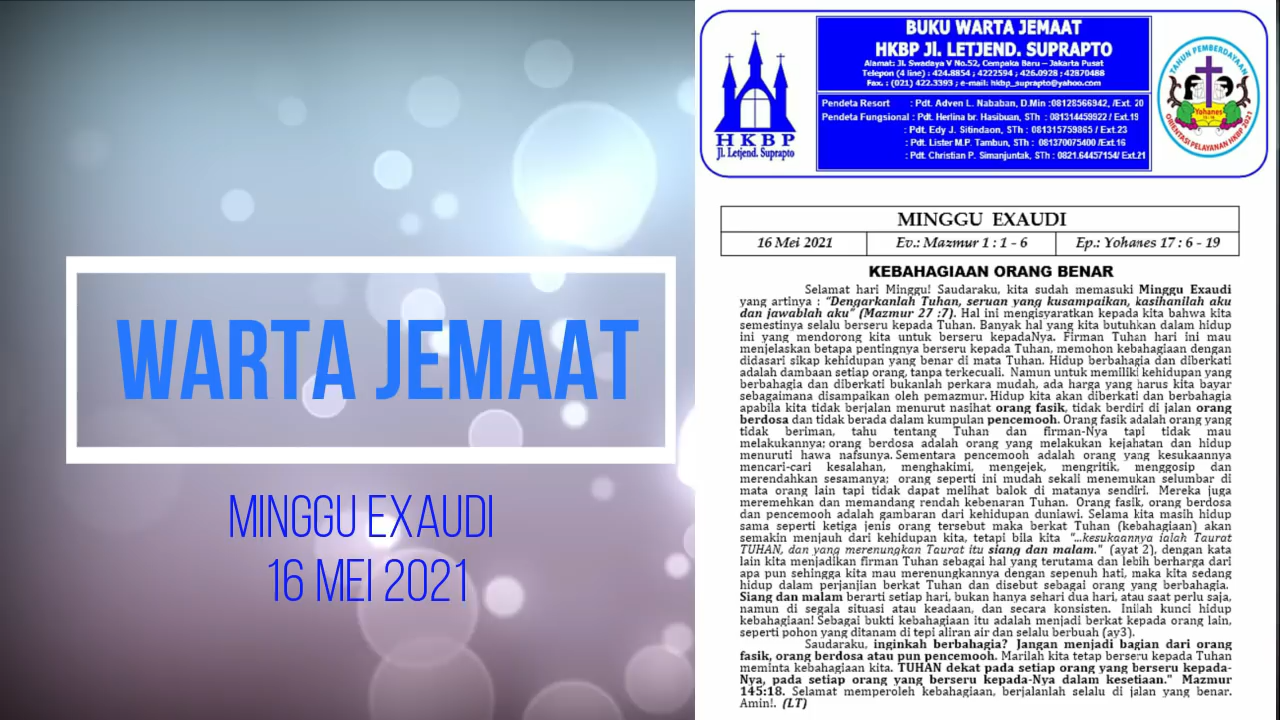 WARTA JEMAAT
MINGGU EXAUDI
16 MEI 2021
HKBP
Jl. Letjend. Suprapto
BUKU WARTA JEMAAT
HKBP Jl. LETJEND. SUPRAPTO
Alamat: Jl. Swadaya V No.52, Cempaka Baru – Jakarta Pusat
Telepon (4 line) : 424.8854 ; 4222594 ; 426.0928 ; 42870488
Fax. : (021) 422.3393 ; e-mail: hkbp_suprapto@yahoo.com
Pendeta Resort : Pdt. Adven L. Nababan, D.Min :08128566942, /Ext. 20
Pendeta Fungsional : Pdt. Herlina br. Hasibuan, STh : 081314459922 / Ext.19
: Pdt. Edy J. Sitindaon, STh : 081315759865 / Ext.23
: Pdt. Lister M.P. Tambun, STh : 081370073400 /Ext.16
: Pdt. Christian P. Simanjuntak, STh : 0821.64457154/ Ext.21
TAHUN PEMBERDAYAAN
Yohanes
ORIENTASI PELAYANAN HKBP 2021
MINGGU EXAUDI
16 Mei 2021 Ev.: Mazmur 1 : 1 - 6 Ep.: Yohanes 17 : 6 - 19
KEBAHAGIAAN ORANG BENAR
Selamat hari Minggu! Saudaraku, kita sudah memasuki Minggu Exaudi
yang artinya : “Dengarkanlah Tuhan, seruan yang kusampaikan, kasihanilah aku
dan jawablah aku” (Mazmur 27 :7). Hal ini mengisyaratkan kepada kita bahwa kita
semestinya selalu berseru kepada Tuhan. Banyak hal yang kita butuhkan dalam hidup
ini yang mendorong kita untuk berseru kepadaNya. Firman Tuhan hari ini mau
menjelaskan betapa pentingnya berseru kepada Tuhan, memohon kebahagiaan dengan
didasari sikap kehidupan yang benar di mata Tuhan. Hidup berbahagia dan diberkati
adalah dambaan setiap orang, tanpa terkecuali. Namun untuk memiliki kehidupan yang
berbahagia dan diberkati bukanlah perkara mudah, ada harga yang harus kita bayar
sebagaimana disampaikan oleh pemazmur. Hidup kita akan diberkati dan berbahagia
apabila kita tidak berjalan menurut nasihat orang fasik, tidak berdiri di jalan orang
berdosa dan tidak berada dalam kumpulan pencemooh. Orang fasik adalah orang yang
tidak beriman, tahu tentang Tuhan dan firman-Nya tapi tidak mau
melakukannya; orang berdosa adalah orang yang melakukan kejahatan dan hidup
menuruti hawa nafsunya. Sementara pencemooh adalah orang yang kesukaannya
mencari-cari kesalahan, menghakimi, mengejek, mengritik, menggosip dan
merendahkan sesamanya; orang seperti ini mudah sekali menemukan selumbar di
mata orang lain tapi tidak dapat melihat balok di matanya sendiri. Mereka juga
meremehkan dan memandang rendah kebenaran Tuhan. Orang fasik, orang berdosa
dan pencemooh adalah gambaran dari kehidupan duniawi. Selama kita masih hidup
sama seperti ketiga jenis orang tersebut maka berkat Tuhan (kebahagiaan) akan
semakin menjauh dari kehidupan kita, tetapi bila kita "...kesukaannya ialah Taurat
TUHAN, dan yang merenungkan Taurat itu siang dan malam." (ayat 2), dengan kata
lain kita menjadikan firman Tuhan sebagai hal yang terutama dan lebih berharga dari
apa pun sehingga kita mau merenungkannya dengan sepenuh hati, maka kita sedang
hidup dalam perjanjian berkat Tuhan dan disebut sebagai orang yang berbahagia.
Siang dan malam berarti setiap hari, bukan hanya sehari dua hari, atau saat perlu saja,
namun di segala situasi atau keadaan, dan secara konsisten. Inilah kunci hidup
kebahagiaan! Sebagai bukti kebahagiaan itu adalah menjadi berkat kepada orang lain,
seperti pohon yang ditanam di tepi aliran air dan selalu berbuah (ay3).
Saudaraku, inginkah berbahagia? Jangan menjadi bagian dari orang
fasik, orang berdosa atau pun pencemooh. Marilah kita tetap berseru kepada Tuhan
meminta kebahagiaan kita. TUHAN dekat pada setiap orang yang berseru kepada-
Nya, pada setiap orang yang berseru kepada-Nya dalam kesetiaan." Mazmur
145:18. Selamat memperoleh kebahagiaan, berjalanlah selalu di jalan yang benar.
Amin!. (LT)